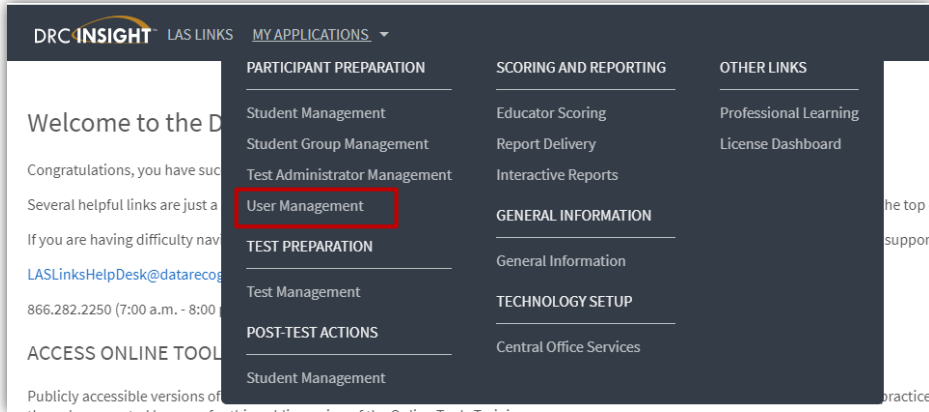 DRC INSIGHT LAS LINKS MY APPLICATIONS
PARTICIPANT PREPARATION
Student Management
Student Group Management
Test Administrator Management
User Management
TEST PREPARATION
Test Management
POST-TEST ACTIONS
Student Management
SCORING AND REPORTING
Educator Scoring
Report Delivery
Interactive Reports
GENERAL INFORMATION
General Information
TECHNOLOGY SETUP
Central Office Services
OTHER LINKS
Professional Learning
License Dashboard
Welcome to the D
Congratulations, you have suc
Several helpful links are just a he top
If you are having difficulty navi suppor
LASLinksHelpDesk@datarecog
866.282.2250 (7:00 a.m. - 8:00
ACCESS ONLINE TOOL
Publicly accessible versions of practice